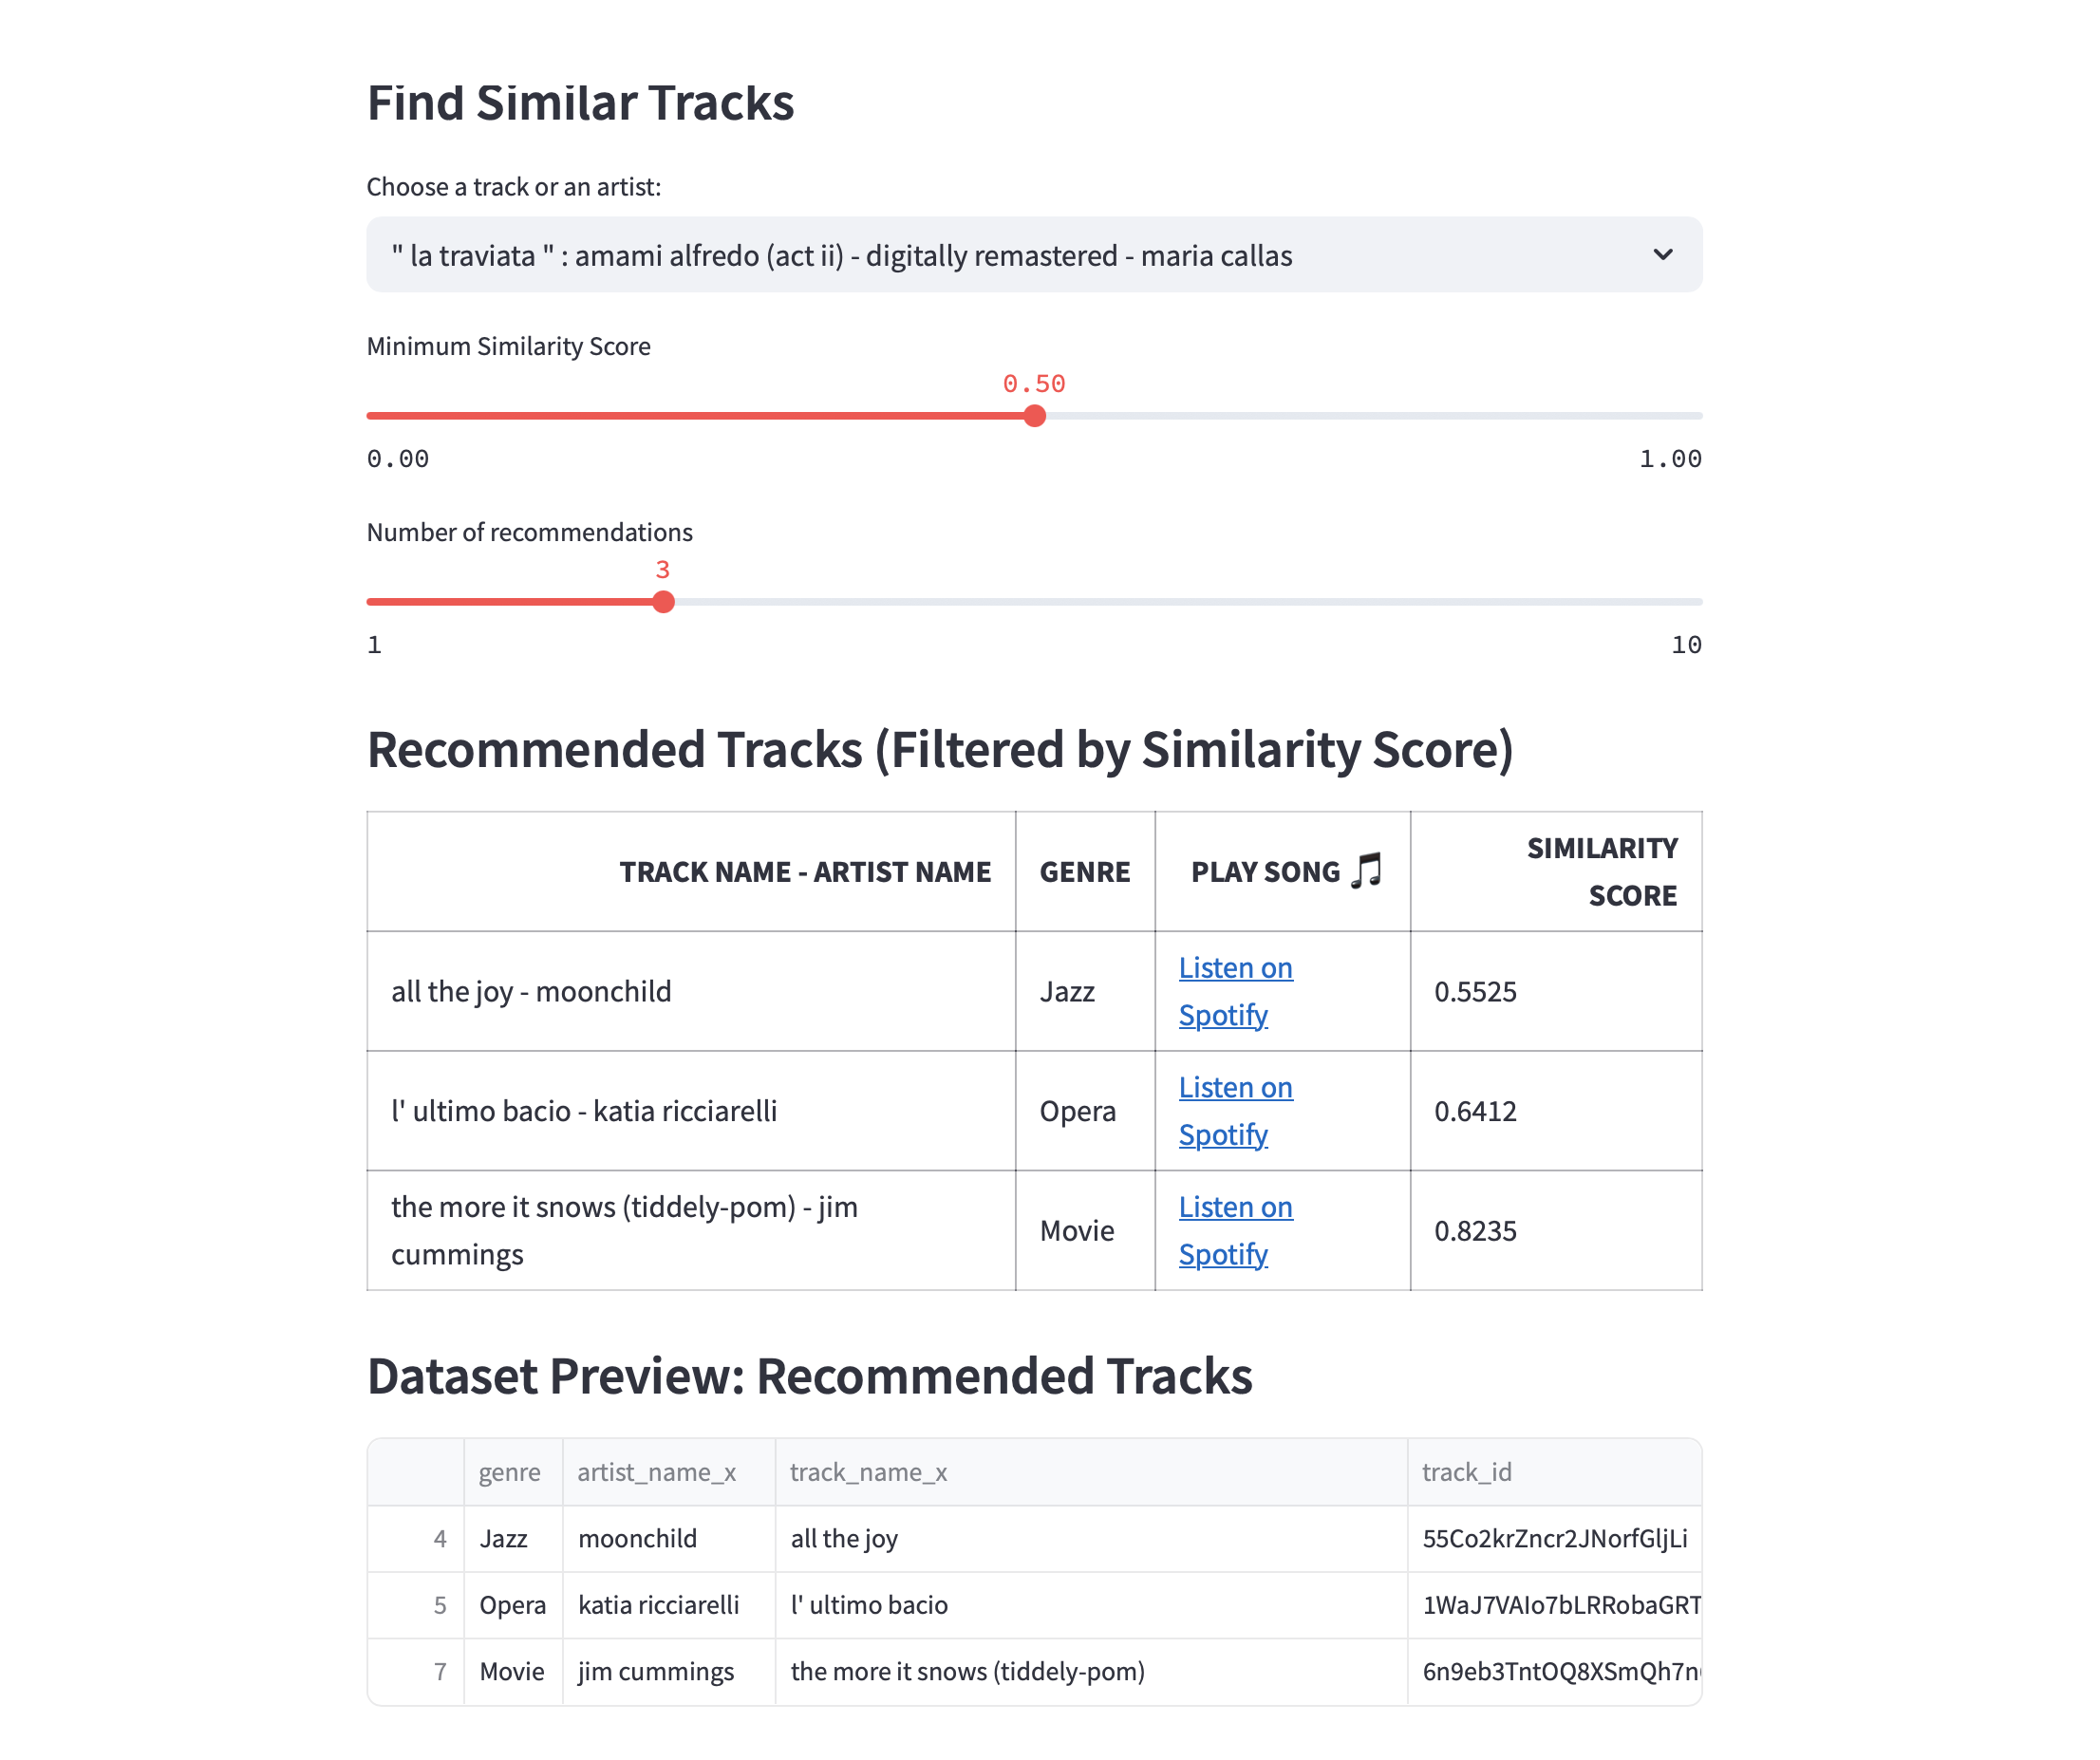 Find Similar Tracks
Choose a track or an artist:
" la traviata " : amami alfredo (act ii) - digitally remastered - maria callas
Minimum Similarity Score
0.50
0.00 1.00
Number of recommendations
3
1 10
Recommended Tracks (Filtered by Similarity Score)
TRACK NAME - ARTIST NAME GENRE PLAY SONG 🎵 SIMILARITY SCORE
all the joy - moonchild Jazz Listen on Spotify 0.5525
l' ultimo bacio - katia ricciarelli Opera Listen on Spotify 0.6412
the more it snows (tiddely-pom) - jim cummings Movie Listen on Spotify 0.8235
Dataset Preview: Recommended Tracks
genre artist_name_x track_name_x track_id
4 Jazz moonchild all the joy 55Co2krZncr2JNorfGljLi
5 Opera katia ricciarelli l' ultimo bacio 1WaJ7VAIo7bLRRobaGRT
7 Movie jim cummings the more it snows (tiddely-pom) 6n9eb3TntOQ8XSmQh7n